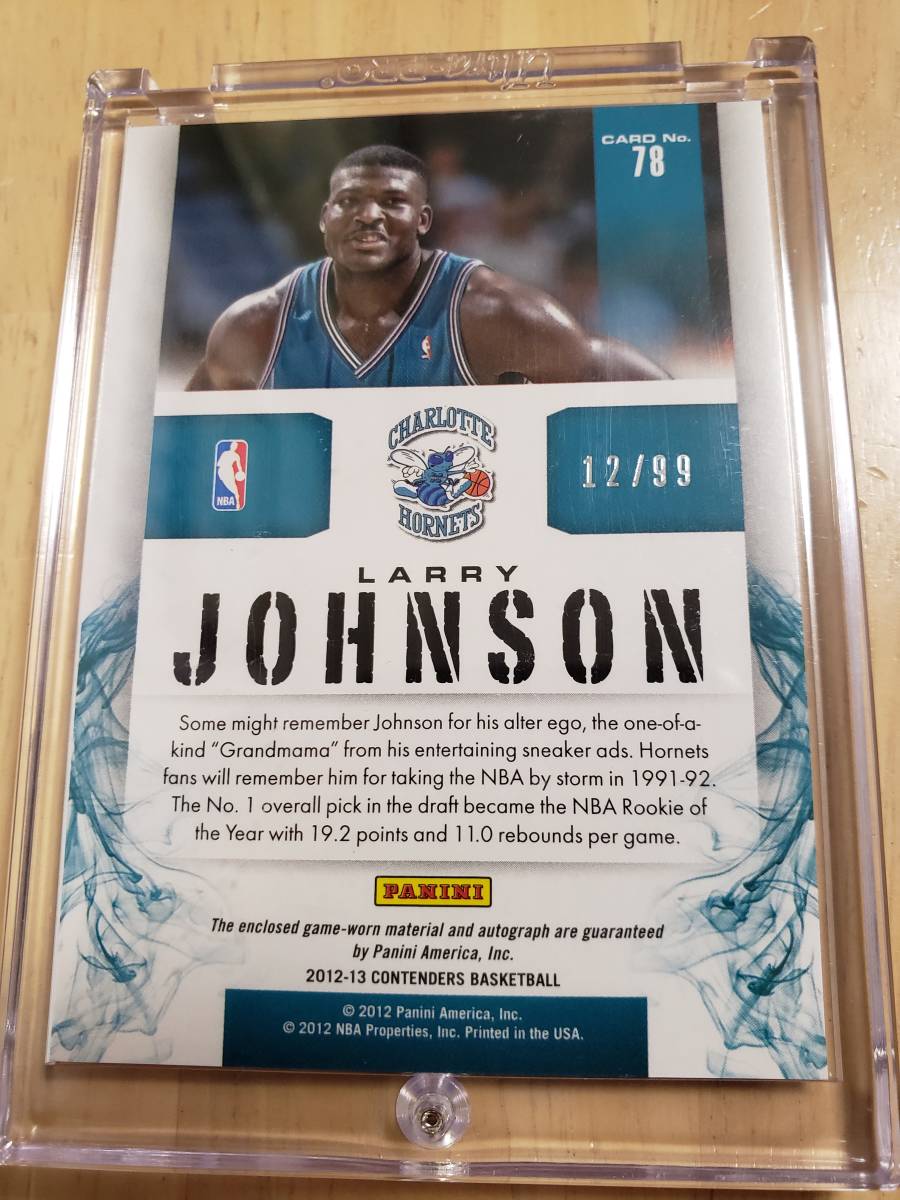 ultra·PRO.
CARD No.
78
NBA
CHARLOTTE
HORNETS
12/99
LARRY
JOHNSON
Some might remember Johnson for his alter ego, the one-of-a-
kind “Grandmama” from his entertaining sneaker ads. Hornets
fans will remember him for taking the NBA by storm in 1991-92.
The No. 1 overall pick in the draft became the NBA Rookie of
the Year with 19.2 points and 11.0 rebounds per game.
PANINI
The enclosed game-worn material and autograph are guaranteed
by Panini America, Inc.
2012-13 CONTENDERS BASKETBALL
© 2012 Panini America, Inc.
© 2012 NBA Properties, Inc. Printed in the USA.